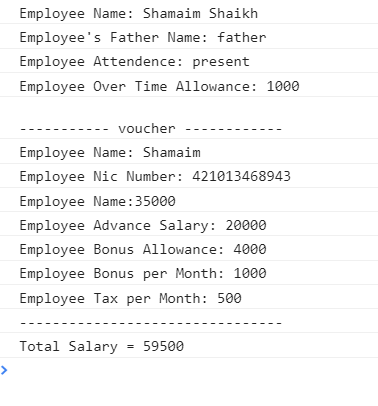 Employee Name: Shamaim Shaikh
Employee's Father Name: father
Employee Attendence: present
Employee Over Time Allowance: 1000
----------- voucher ------------
Employee Name: Shamaim
Employee Nic Number: 421013468943
Employee Name:35000
Employee Advance Salary: 20000
Employee Bonus Allowance: 4000
Employee Bonus per Month: 1000
Employee Tax per Month: 500
--------------------------------
Total Salary = 59500